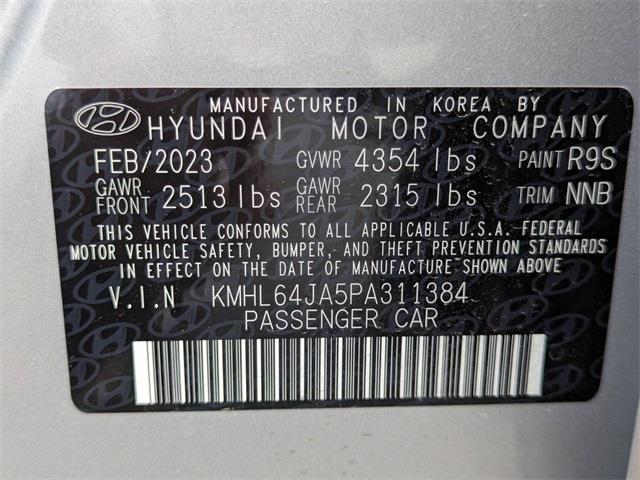 MANUFACTURED IN KOREA BY
HYUNDAI MOTOR COMPANY
FEB/2023 GVWR 4354 lbs PAINT R9S
GAWR FRONT 2513 lbs GAWR REAR 2315 lbs TRIM NNB
THIS VEHICLE CONFORMS TO ALL APPLICABLE U.S.A. FEDERAL
MOTOR VEHICLE SAFETY, BUMPER, AND THEFT PREVENTION STANDARDS
IN EFFECT ON THE DATE OF MANUFACTURE SHOWN ABOVE
V.I.N KMHL64JA5PA311384
PASSENGER CAR